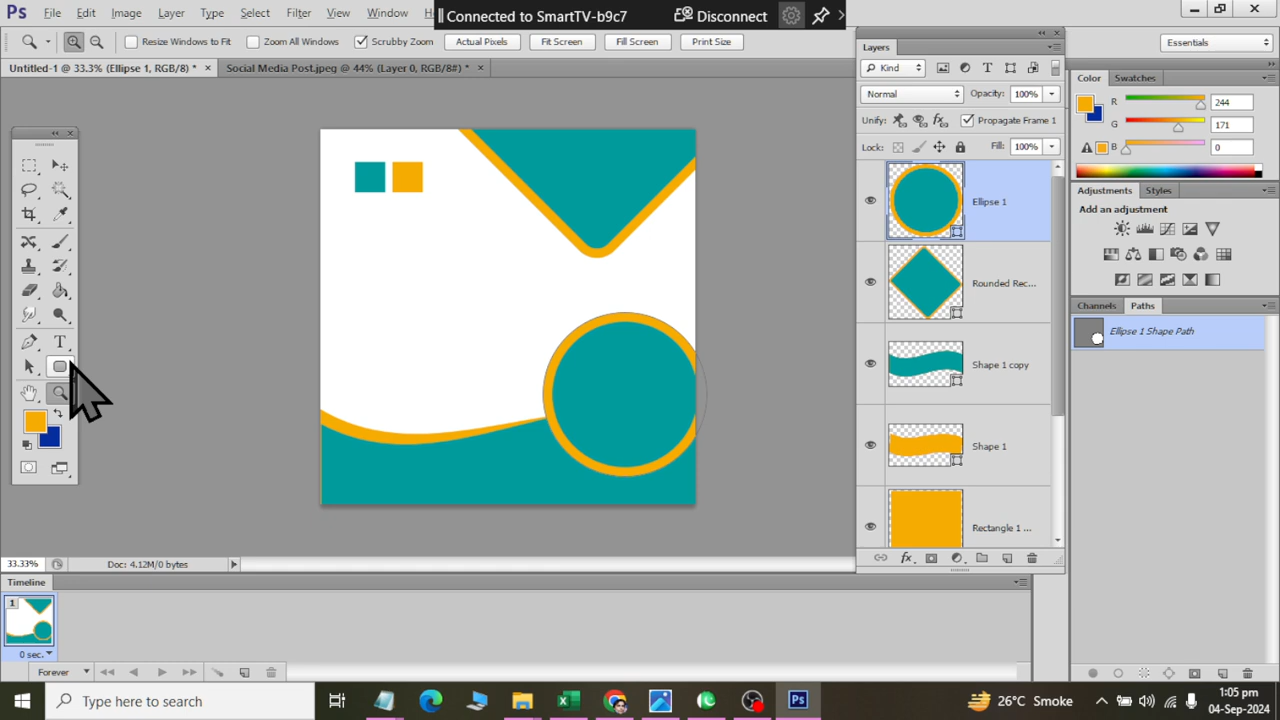 Ps File Edit Image Layer Type Select Filter View Window
Connected to SmartTV-b9c7 Disconnect
Resize Windows to Fit Zoom All Windows Scrubby Zoom Actual Pixels Fit Screen Fill Screen Print Size
Essentials
Untitled-1 @ 33.3% (Ellipse 1, RGB/8) * × Social Media Post.jpeg @ 44% (Layer 0, RGB/8#) * ×
Layers
Kind
Normal Opacity: 100%
Unify: Propagate Frame 1
Lock: Fill: 100%
Ellipse 1
Rounded Rec...
Shape 1 copy
Shape 1
Rectangle 1 ...
Color Swatches
R 244
G 171
B 0
Adjustments Styles
Add an adjustment
Channels Paths
Ellipse 1 Shape Path
33.33% Doc: 4.12M/0 bytes
Timeline
1
0 sec.
Forever
Type here to search
26°C Smoke
1:05 pm
04-Sep-2024